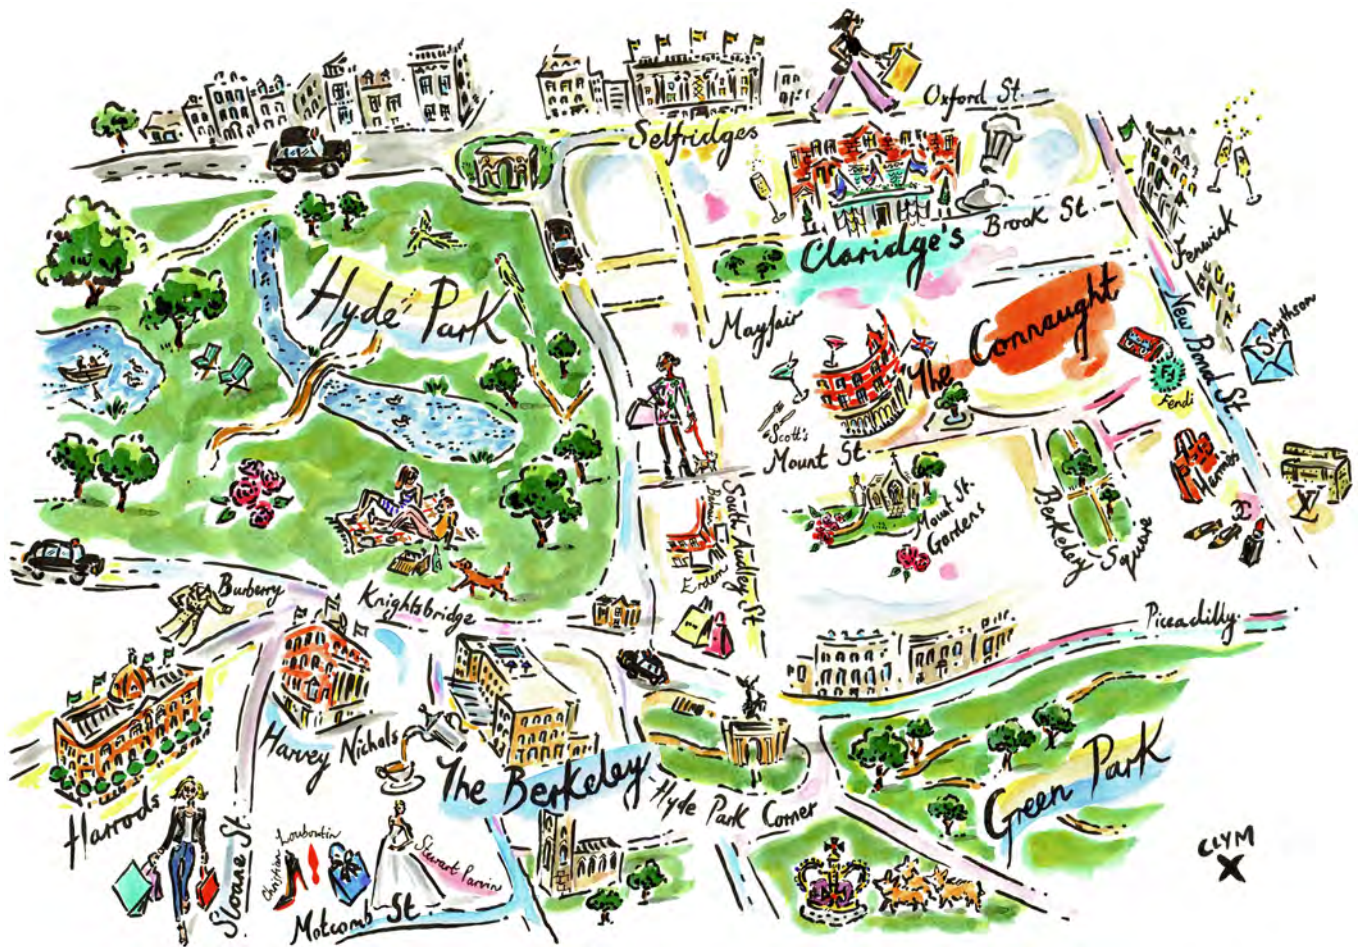 Oxford St.
Selfridges
Brook St.
Claridge's
Fenwick
Hyde Park
Mayfair
The Connaught
New Bond St.
Smythson
Fendi
Scott's
Mount St.
Hermès
Mount St.
Gardens
Berkeley Square
South Audley St
Erdem
LV
Burberry
Knightsbridge
Piccadilly
Harvey Nichols
Harrods
The Berkeley
Hyde Park Corner
Green Park
Sloane St.
Christian Louboutin
Stewart Parvin
Motcomb St.
CLYM
X